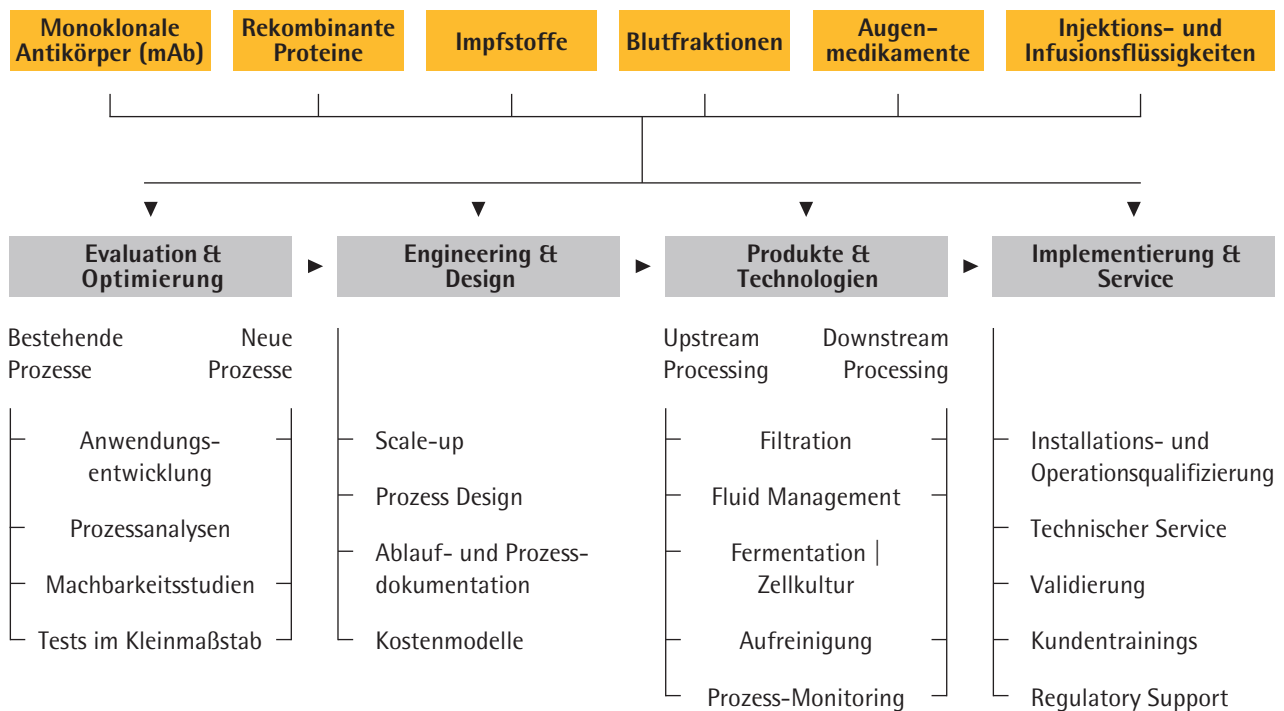 Monoklonale
Antikörper (mAb)
Rekombinante
Proteine
Impfstoffe
Blutfraktionen
Augen-
medikamente
Injektions- und
Infusionsflüssigkeiten
Evaluation &
Optimierung
Engineering &
Design
Produkte &
Technologien
Implementierung &
Service
Bestehende
Prozesse
Neue
Prozesse
Anwendungs-
entwicklung
Prozessanalysen
Machbarkeitsstudien
Tests im Kleinmaßstab
Scale-up
Prozess Design
Ablauf- und Prozess-
dokumentation
Kostenmodelle
Upstream
Processing
Downstream
Processing
Filtration
Fluid Management
Fermentation |
Zellkultur
Aufreinigung
Prozess-Monitoring
Installations- und
Operationsqualifizierung
Technischer Service
Validierung
Kundentrainings
Regulatory Support